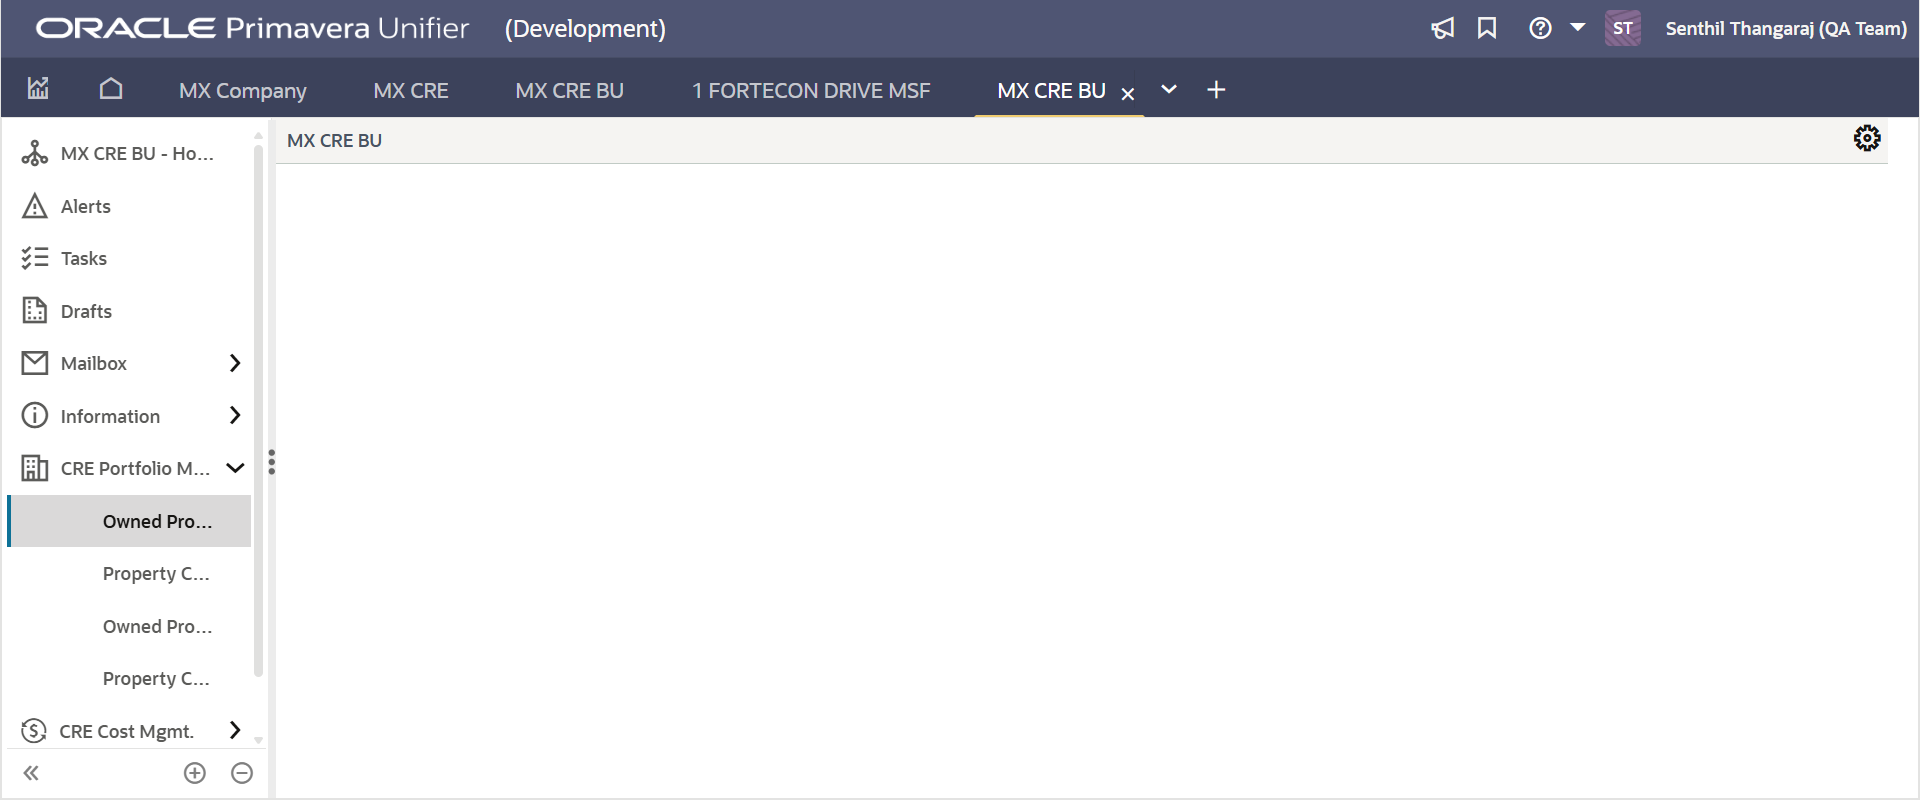 ORACLE Primavera Unifier (Development)
ST Senthil Thangaraj (QA Team)
MX Company MX CRE MX CRE BU 1 FORTECON DRIVE MSF MX CRE BU
MX CRE BU - Ho...
MX CRE BU
Alerts
Tasks
Drafts
Mailbox
Information
CRE Portfolio M...
Owned Pro...
Property C...
Owned Pro...
Property C...
CRE Cost Mgmt.